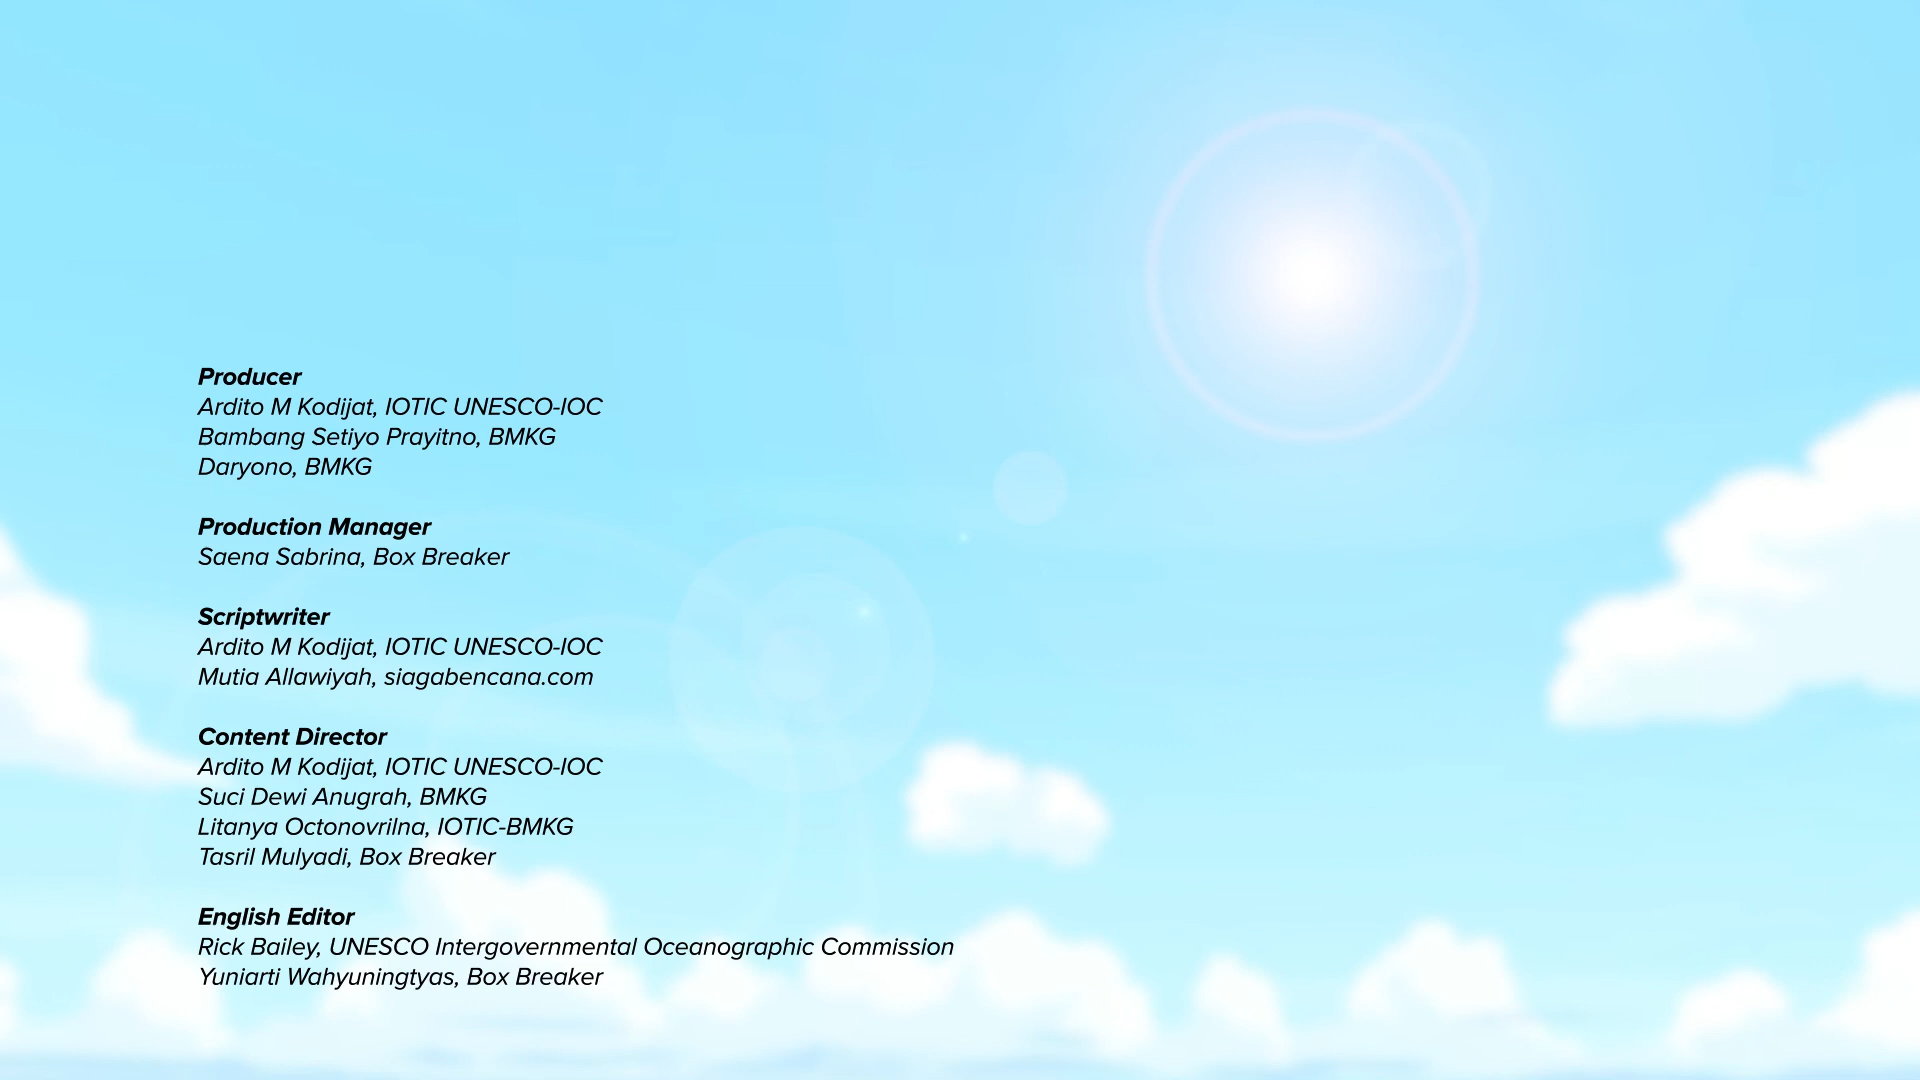 Producer
Ardito M Kodijat, IOTIC UNESCO-IOC
Bambang Setiyo Prayitno, BMKG
Daryono, BMKG
Production Manager
Saena Sabrina, Box Breaker
Scriptwriter
Ardito M Kodijat, IOTIC UNESCO-IOC
Mutia Allawiyah, siagabencana.com
Content Director
Ardito M Kodijat, IOTIC UNESCO-IOC
Suci Dewi Anugrah, BMKG
Litanya Octonovrilna, IOTIC-BMKG
Tasril Mulyadi, Box Breaker
English Editor
Rick Bailey, UNESCO Intergovernmental Oceanographic Commission
Yuniarti Wahyuningtyas, Box Breaker